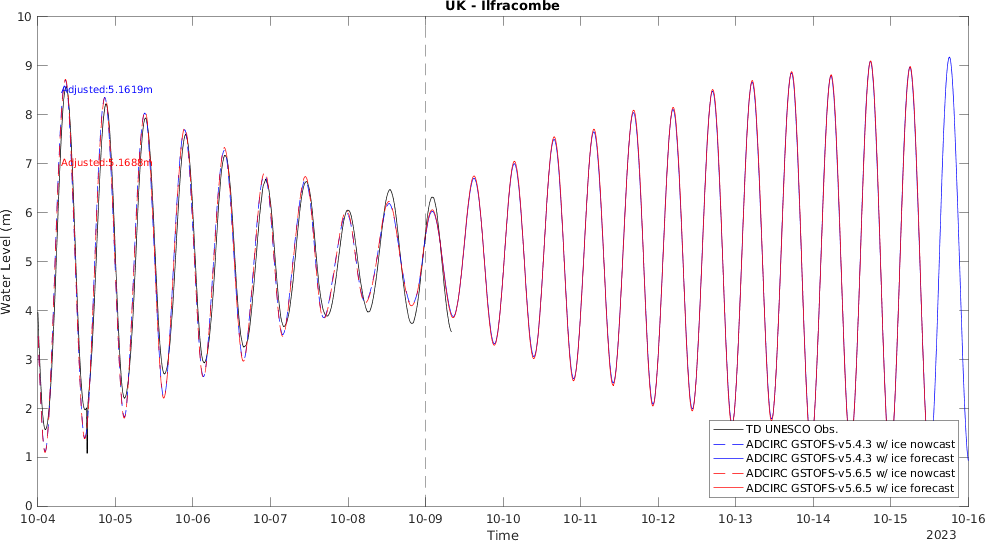 UK - Ilfracombe
10
9
8
7
6
5
4
3
2
1
0
Water Level (m)
Adjusted:5.1619m
Adjusted:5.1688m
TD UNESCO Obs.
ADCIRC GSTOFS-v5.4.3 w/ ice nowcast
ADCIRC GSTOFS-v5.4.3 w/ ice forecast
ADCIRC GSTOFS-v5.6.5 w/ ice nowcast
ADCIRC GSTOFS-v5.6.5 w/ ice forecast
10-04 10-05 10-06 10-07 10-08 10-09 10-10 10-11 10-12 10-13 10-14 10-15 10-16
Time
2023